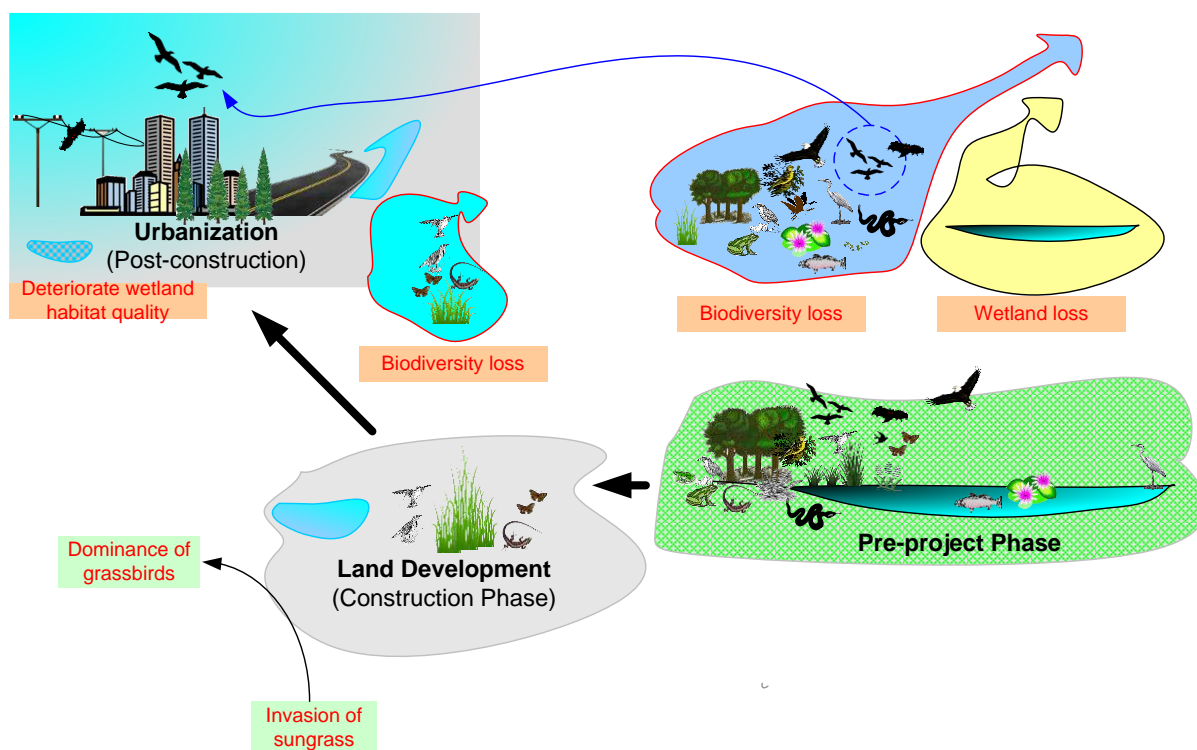 Urbanization
(Post-construction)
Deteriorate wetland
habitat quality
Biodiversity loss
Biodiversity loss
Wetland loss
Pre-project Phase
Land Development
(Construction Phase)
Dominance of
grassbirds
Invasion of
sungrass